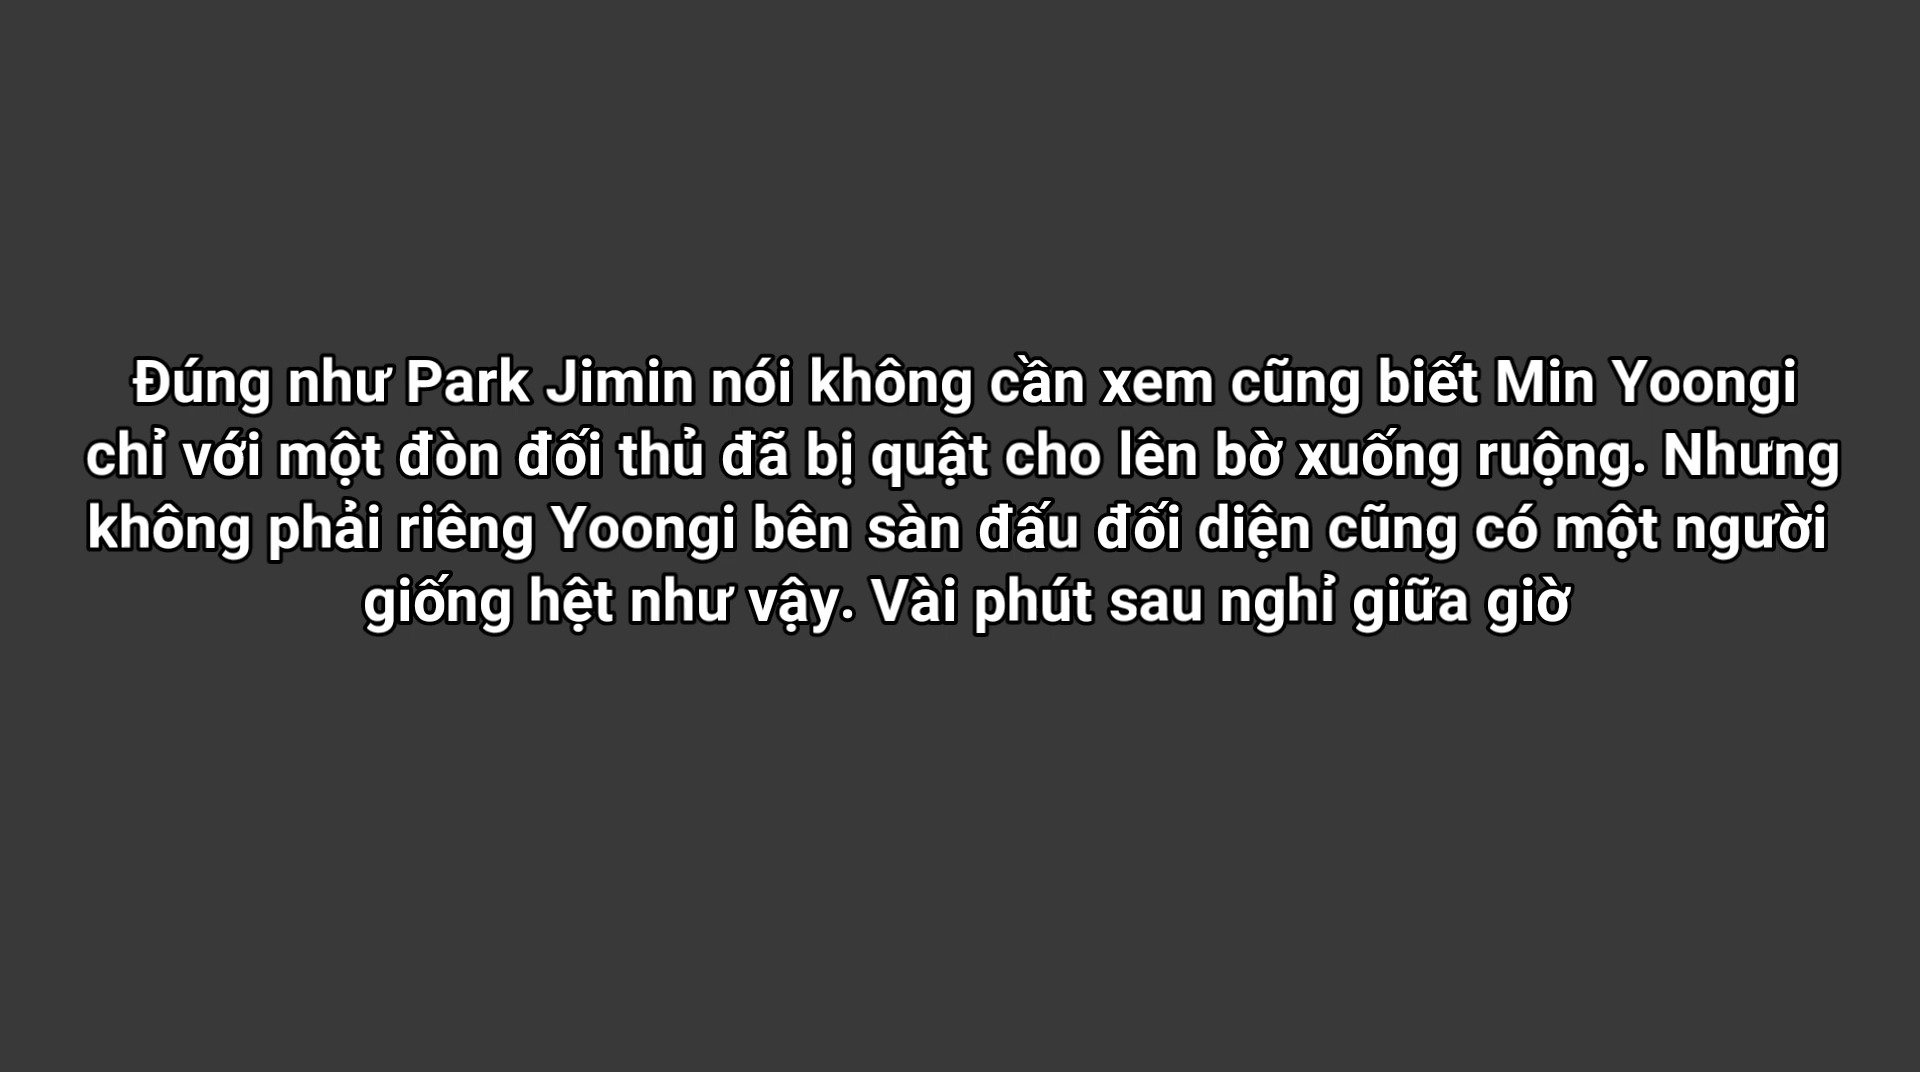 Đúng như Park Jimin nói không cần xem cũng biết Min Yoongi
chỉ với một đòn đối thủ đã bị quật cho lên bờ xuống ruộng. Nhưng
không phải riêng Yoongi bên sàn đấu đối diện cũng có một người
giống hệt như vậy. Vài phút sau nghỉ giữa giờ